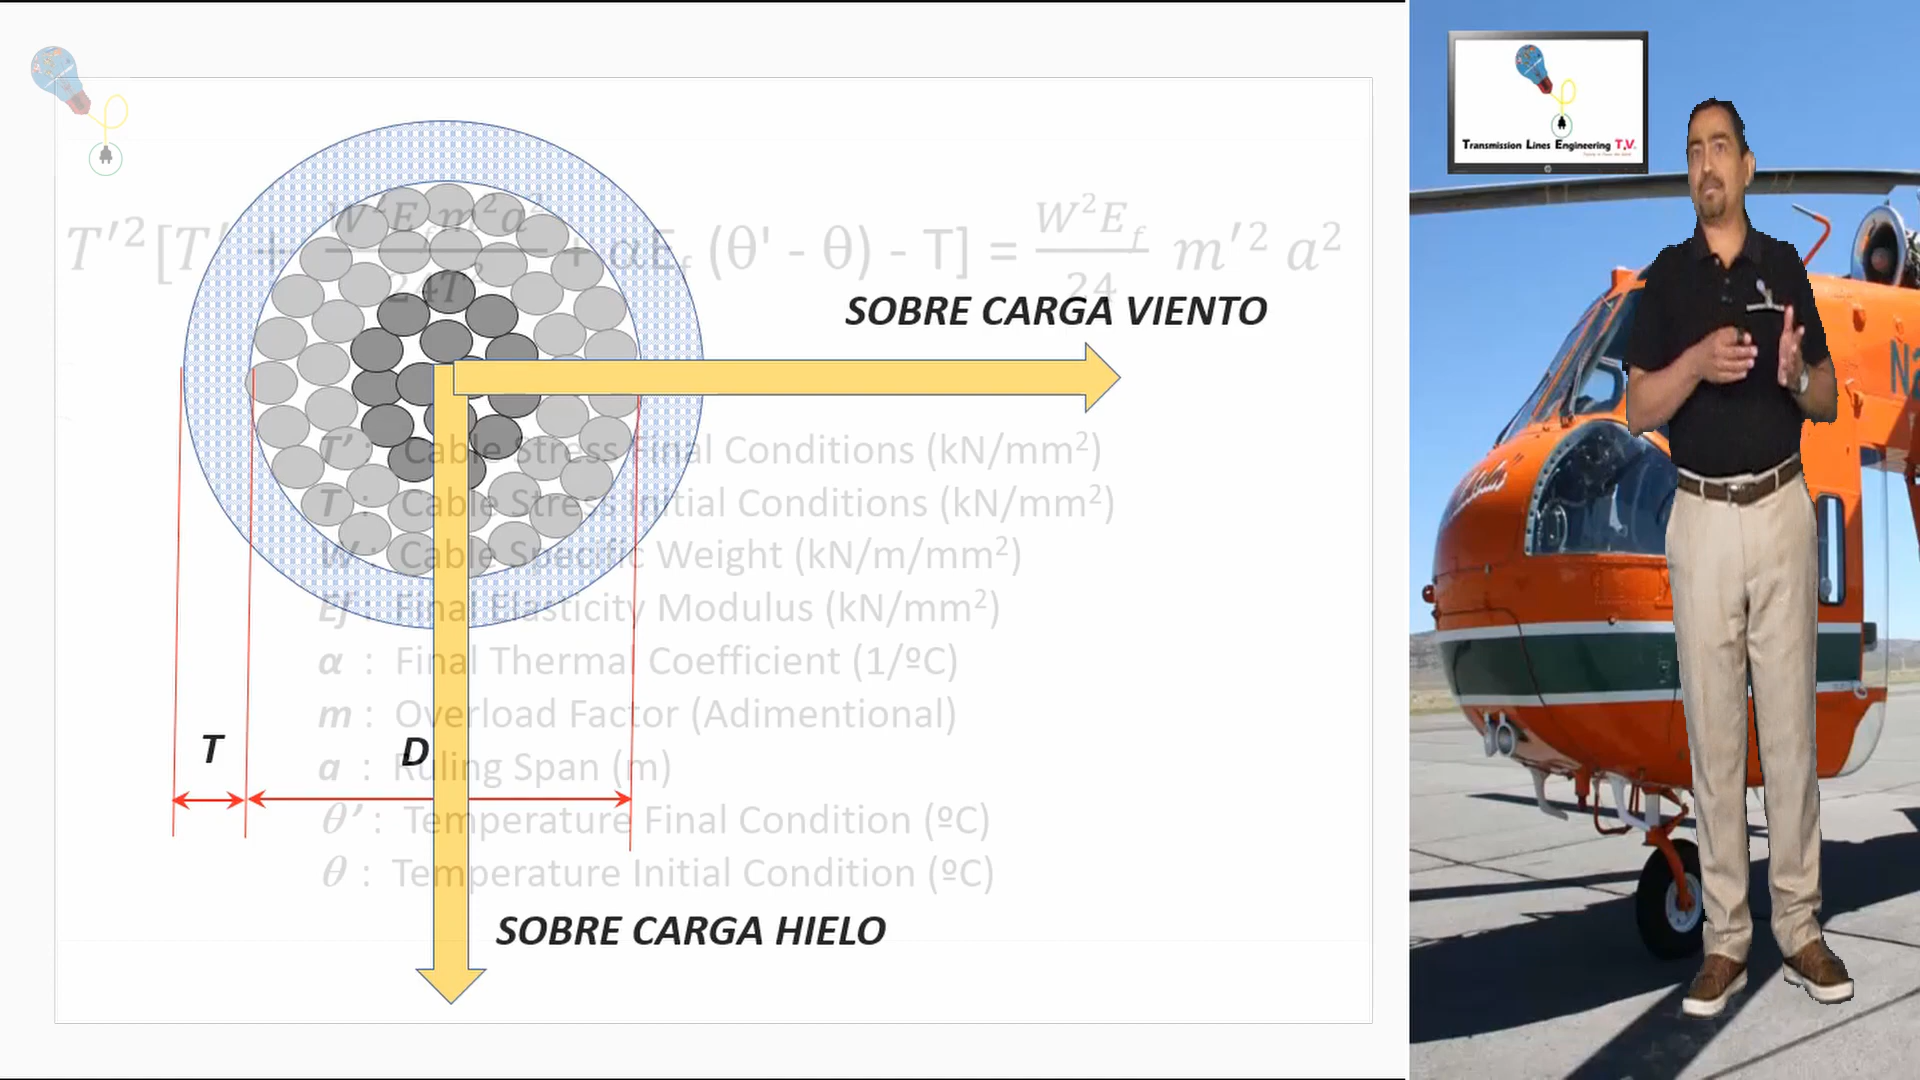 T′² [T′ + W²E_f m²a² / 24T² + αE_f (θ' - θ) - T] = W²E_f / 24 m′² a²
SOBRE CARGA VIENTO
T′ : Cable Stress Final Conditions (kN/mm²)
T : Cable Stress Initial Conditions (kN/mm²)
W : Cable Specific Weight (kN/m/mm²)
Ef : Final Elasticity Modulus (kN/mm²)
α : Final Thermal Coefficient (1/ºC)
m : Overload Factor (Adimentional)
a : Ruling Span (m)
θ′ : Temperature Final Condition (ºC)
θ : Temperature Initial Condition (ºC)
T
D
SOBRE CARGA HIELO
Transmission Lines Engineering T.V.